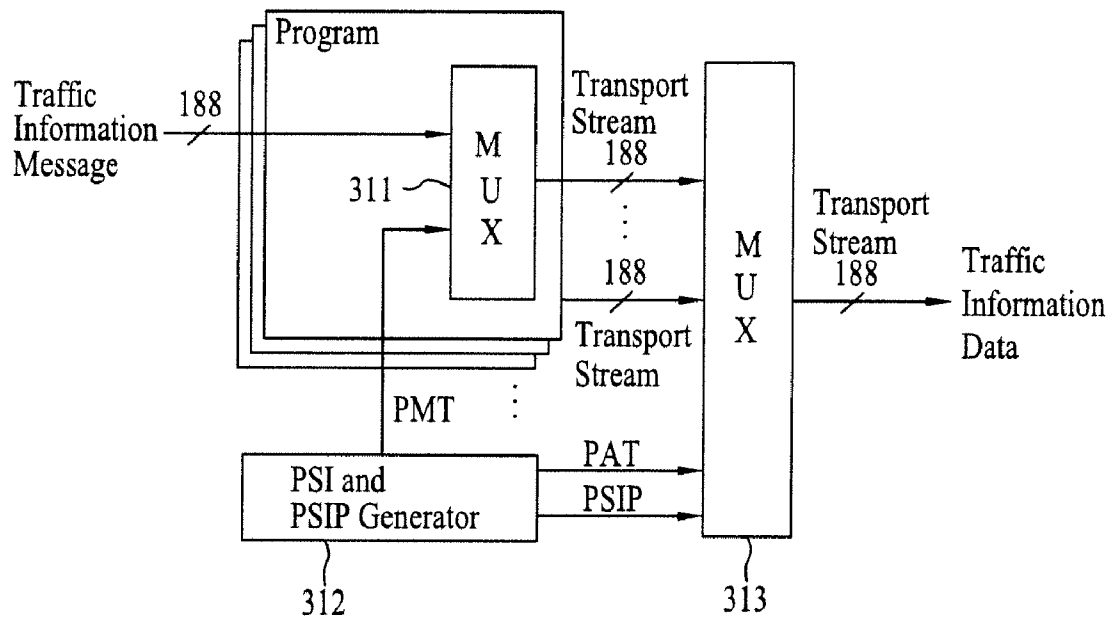 Program
Traffic
Information
Message
188
311
M
U
X
Transport
Stream
188
188
Transport
Stream
M
U
X
Transport
Stream
188
Traffic
Information
Data
PMT
PSI and
PSIP Generator
PAT
PSIP
312
313